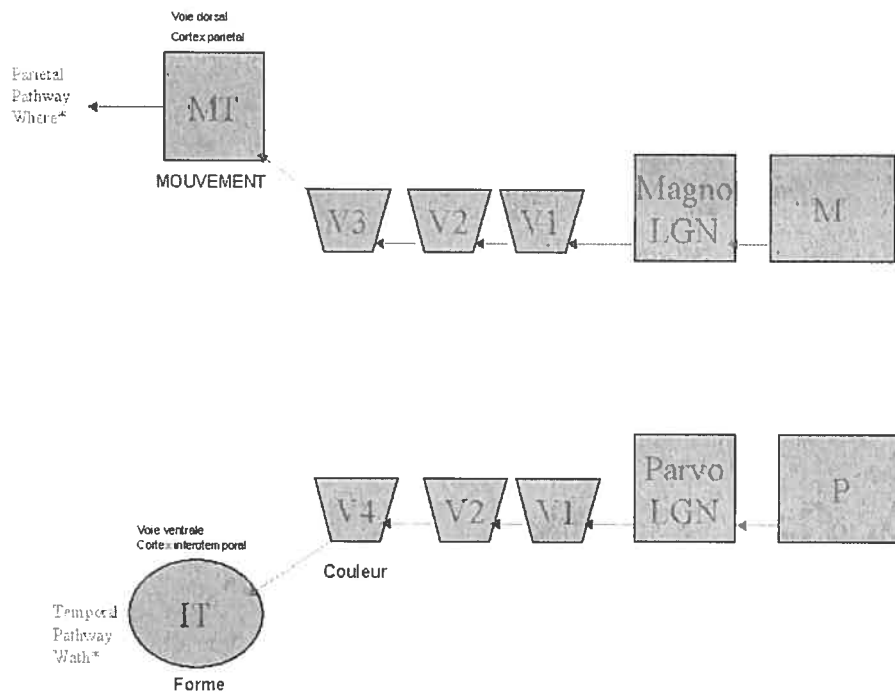 Voie dorsal
Cortex parietal
Parietal
Pathway
Where*
MT
MOUVEMENT
V3
V2
V1
Magno
LGN
M
Voie ventrale
Cortex interotemporal
V4
V2
V1
Parvo
LGN
P
Couleur
IT
Temporal
Pathway
Wath*
Forme